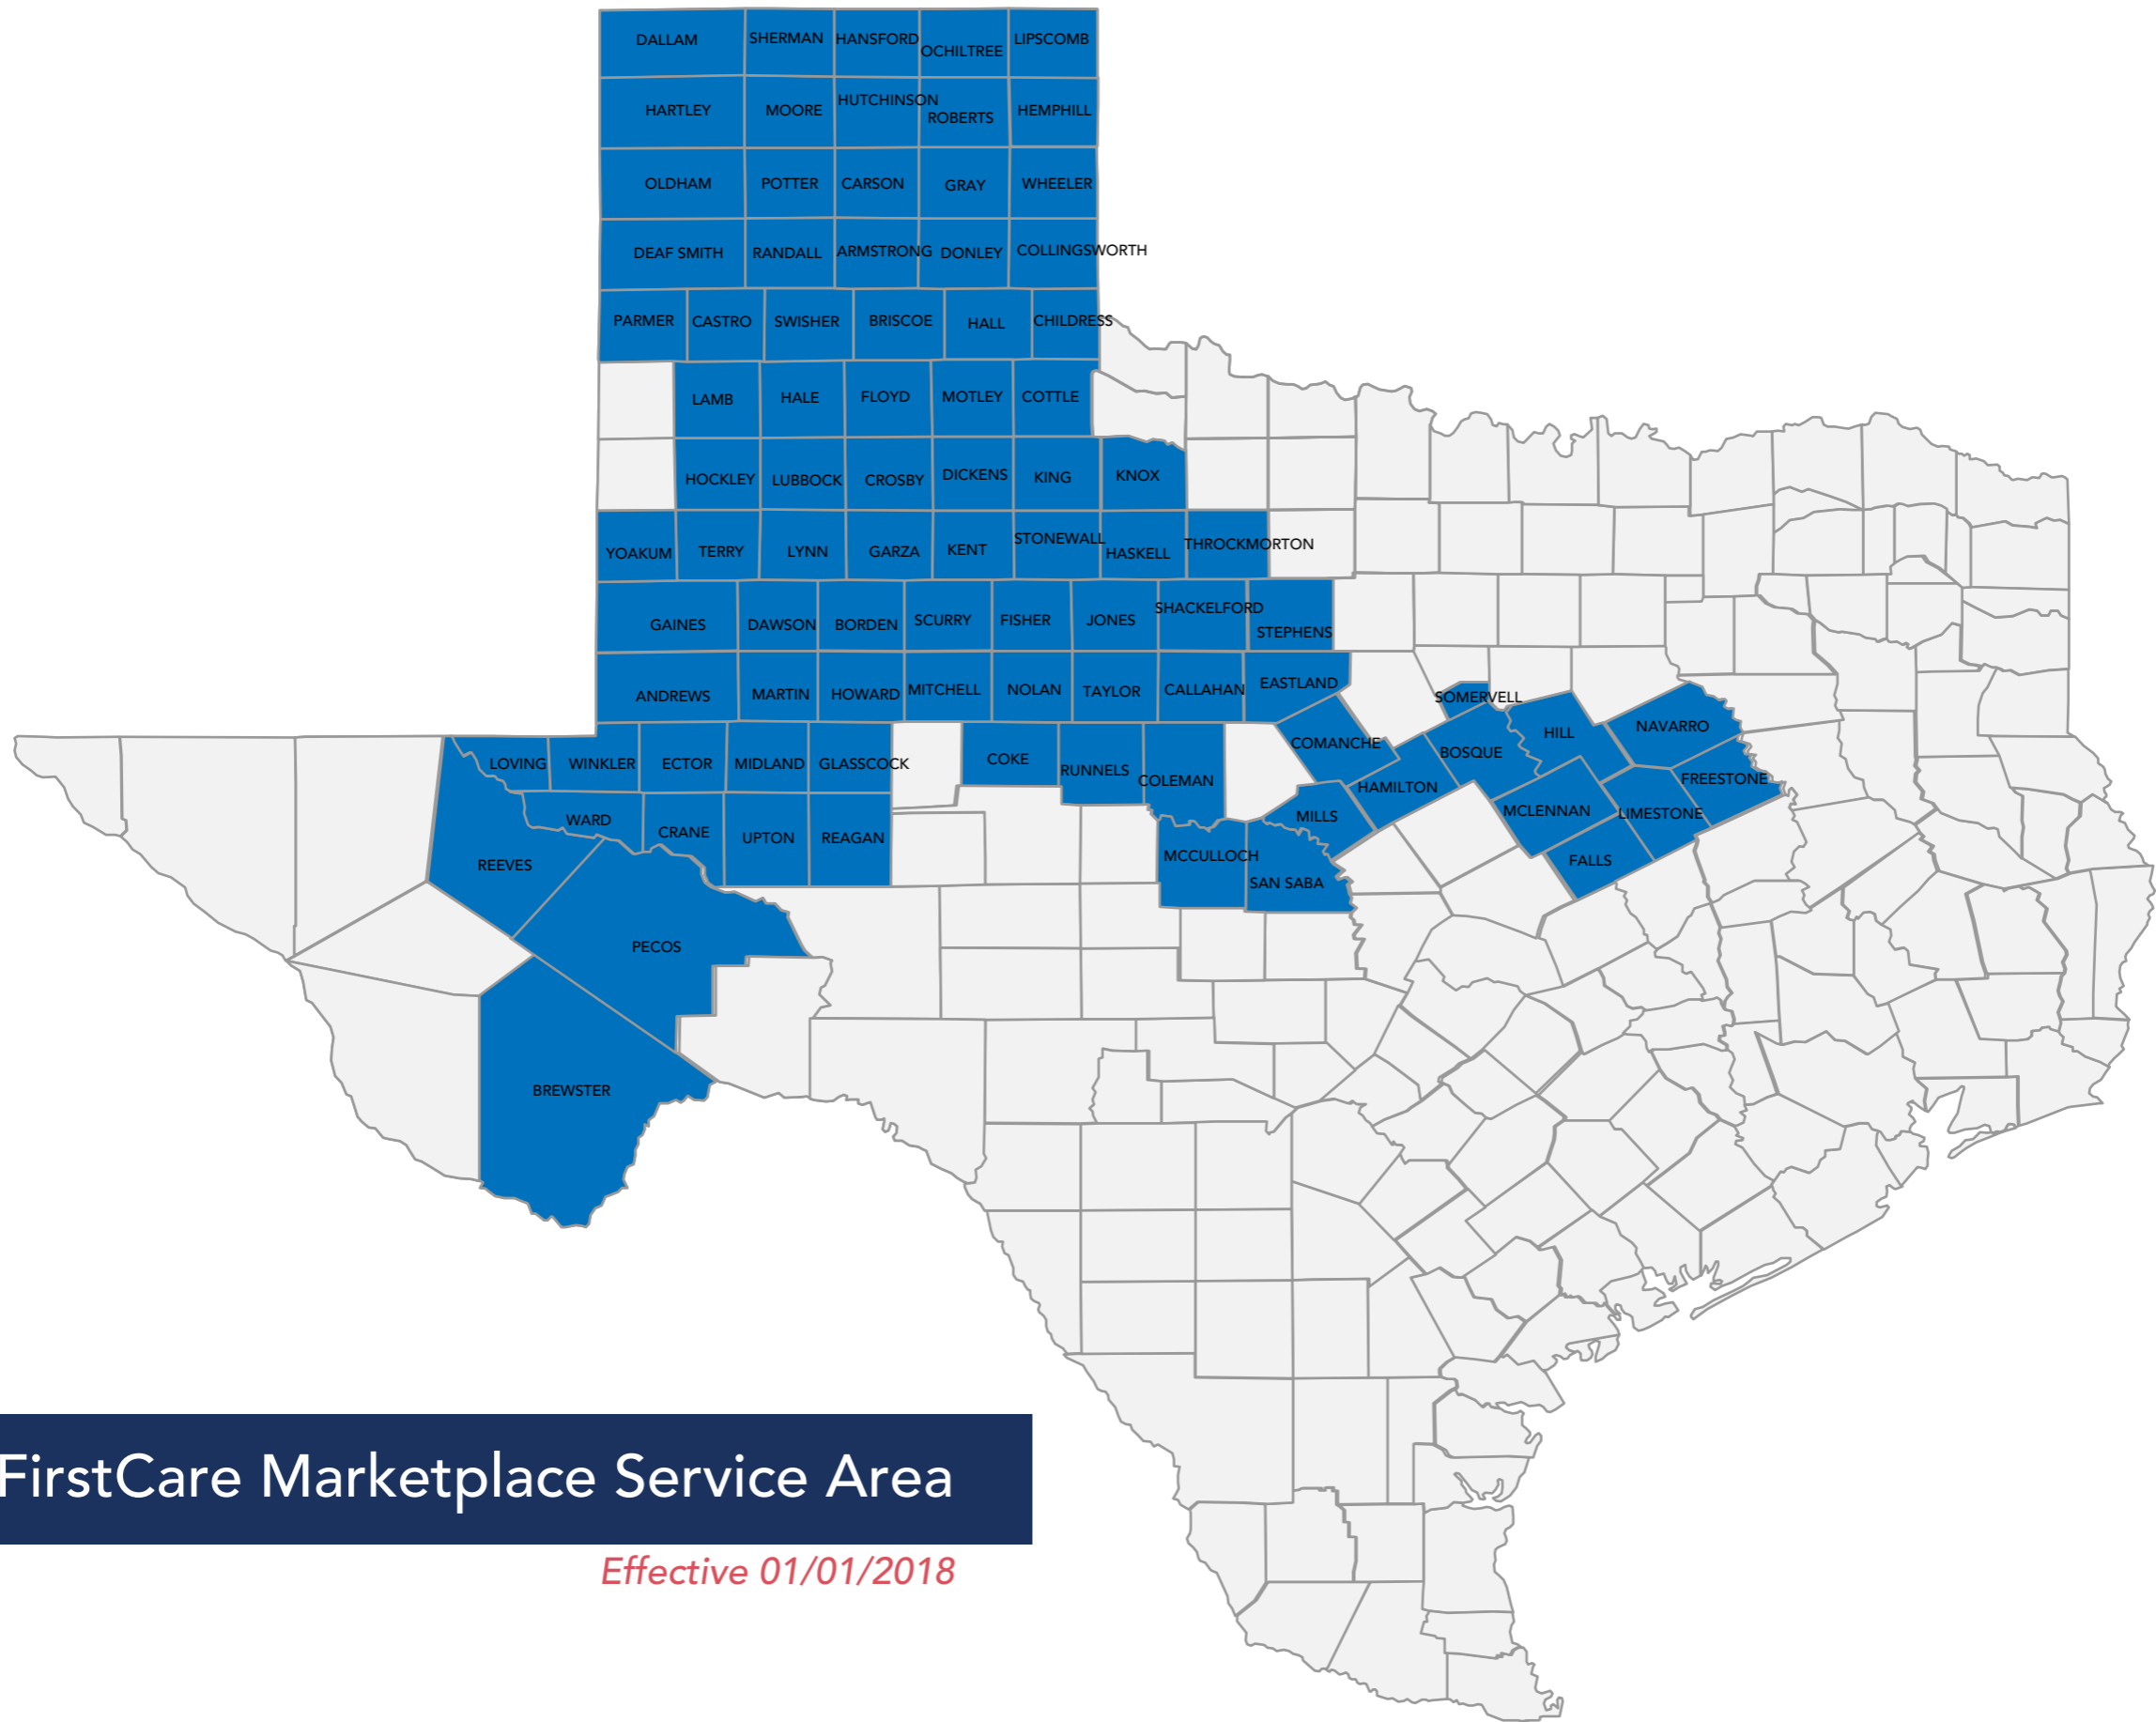 DALLAM SHERMAN HANSFORD OCHILTREE LIPSCOMB
HARTLEY MOORE HUTCHINSON ROBERTS HEMPHILL
OLDHAM POTTER CARSON GRAY WHEELER
DEAF SMITH RANDALL ARMSTRONG DONLEY COLLINGSWORTH
PARMER CASTRO SWISHER BRISCOE HALL CHILDRESS
LAMB HALE FLOYD MOTLEY COTTLE
HOCKLEY LUBBOCK CROSBY DICKENS KING KNOX
YOAKUM TERRY LYNN GARZA KENT STONEWALL HASKELL THROCKMORTON
GAINES DAWSON BORDEN SCURRY FISHER JONES SHACKELFORD STEPHENS
ANDREWS MARTIN HOWARD MITCHELL NOLAN TAYLOR CALLAHAN EASTLAND SOMERVELL
LOVING WINKLER ECTOR MIDLAND GLASSCOCK COKE RUNNELS COLEMAN COMANCHE BOSQUE HILL NAVARRO
WARD CRANE UPTON REAGAN MILLS HAMILTON MCLENNAN LIMESTONE FREESTONE
REEVES MCCULLOCH SAN SABA FALLS
PECOS
BREWSTER
FirstCare Marketplace Service Area
Effective 01/01/2018